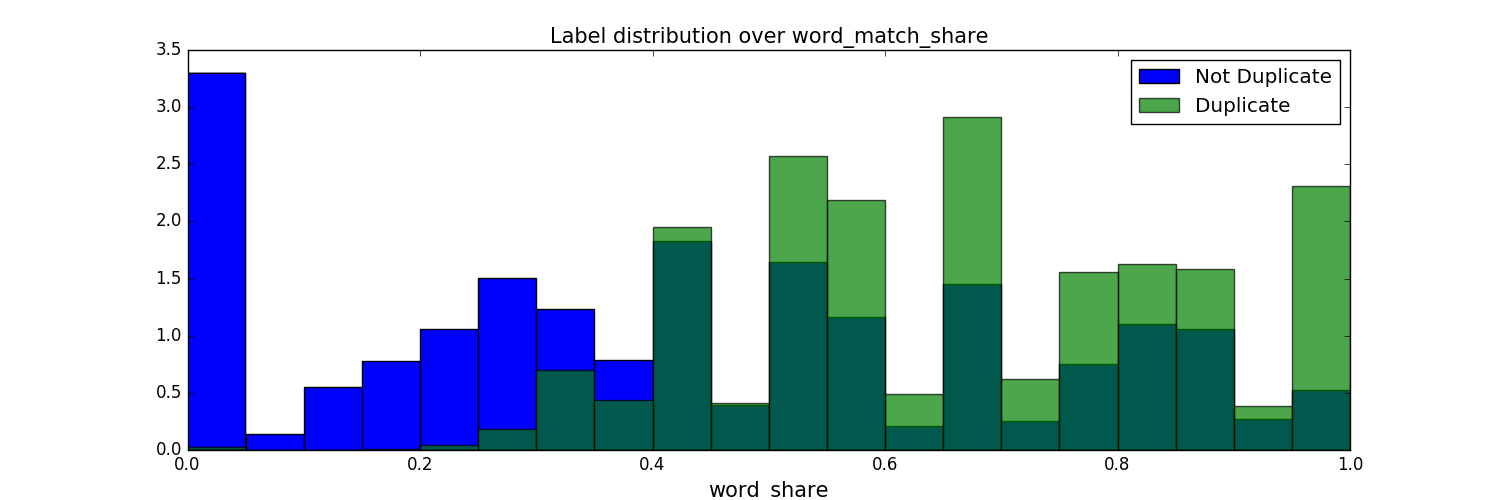 Label distribution over word_match_share
3.5
3.0
2.5
2.0
1.5
1.0
0.5
0.0
Not Duplicate
Duplicate
0.0 0.2 0.4 0.6 0.8 1.0
word_share